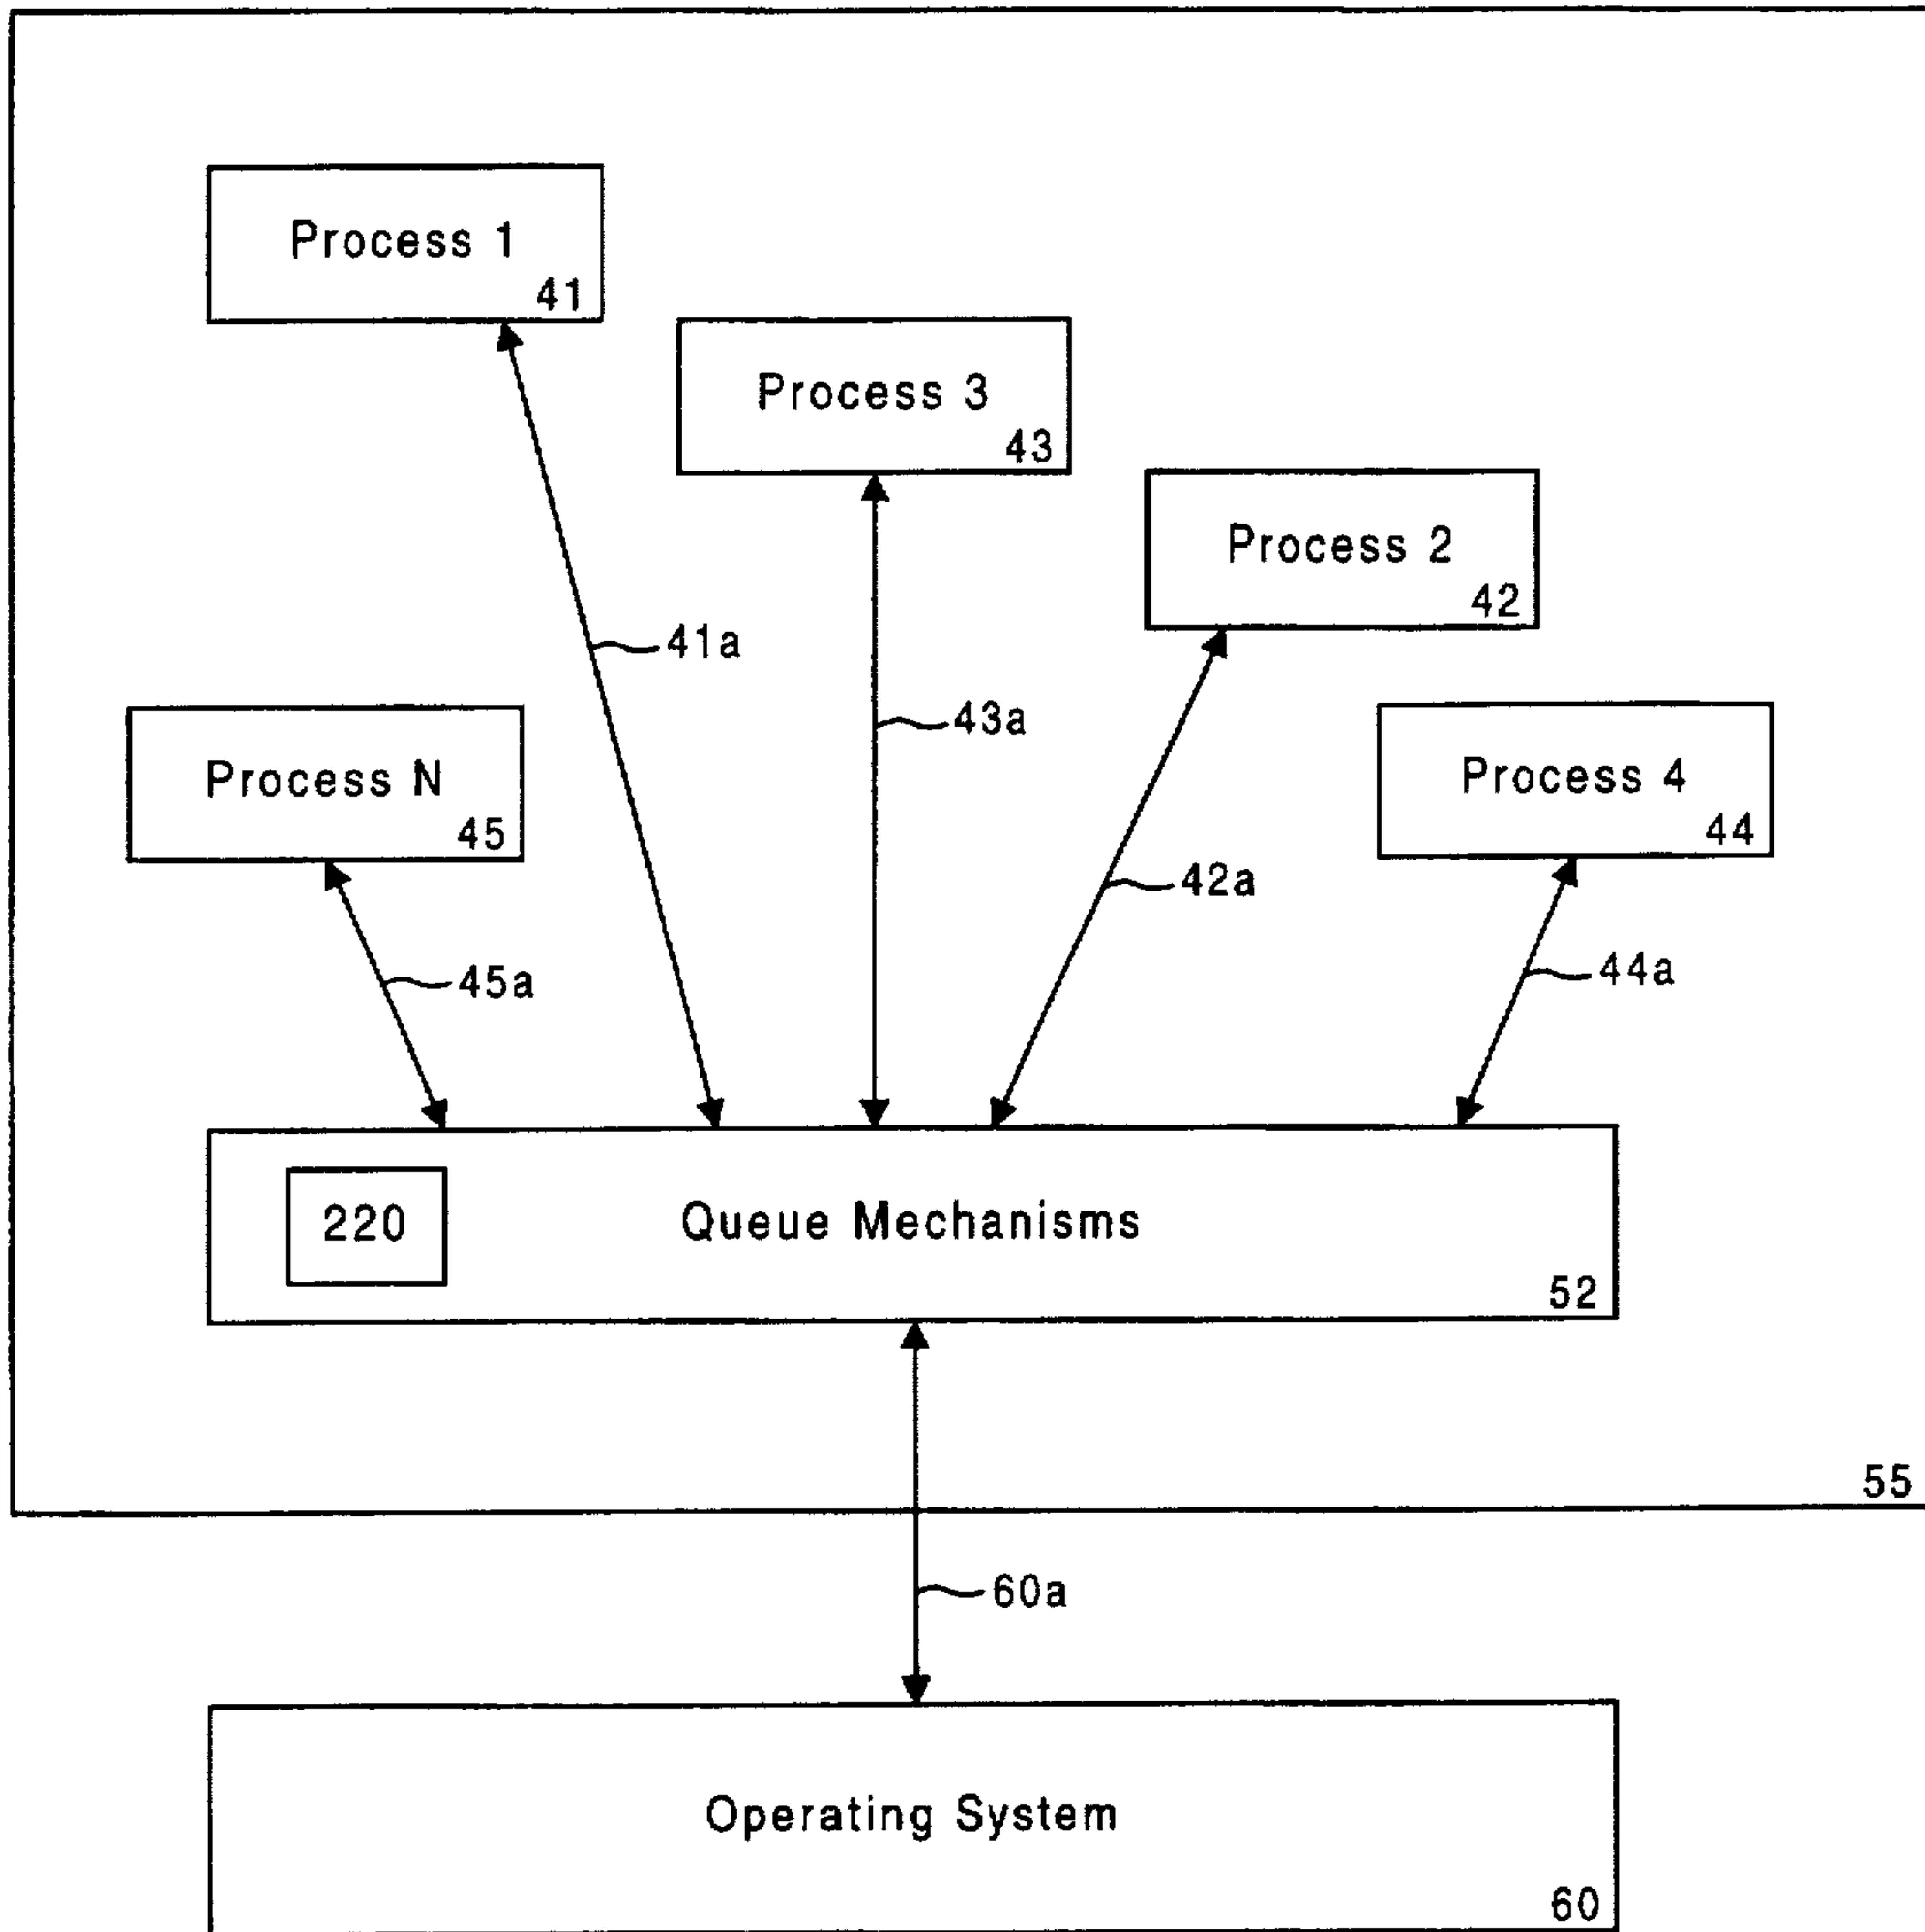 Process 1
41
Process 3
43
Process 2
42
41a
43a
Process N
45
Process 4
44
42a
45a
44a
220
Queue Mechanisms
52
55
60a
Operating System
60